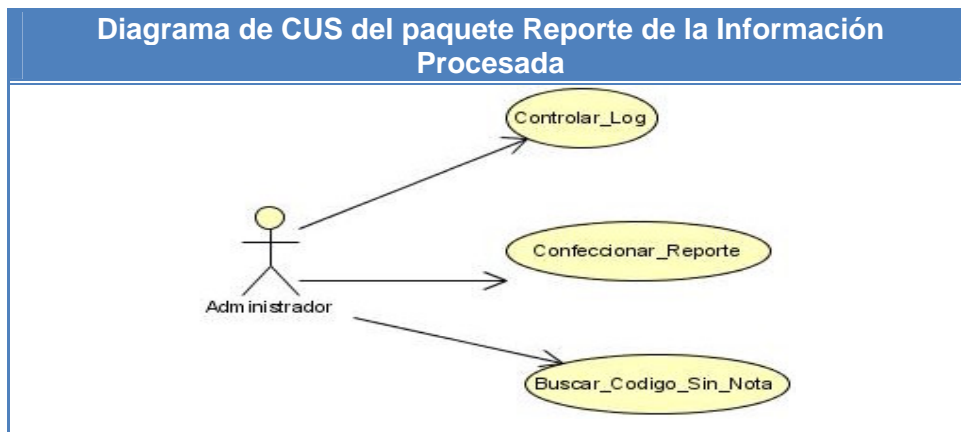 Diagrama de CUS del paquete Reporte de la Información
Procesada
Controlar_Log
Confeccionar_Reporte
Administrador
Buscar_Codigo_Sin_Nota